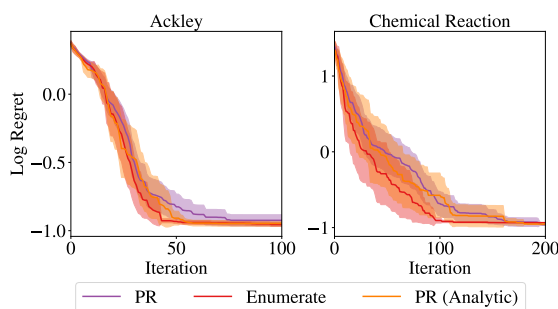 Ackley
Chemical Reaction
Log Regret
0.0
−0.5
−1.0
1
0
−1
0
50
100
0
100
200
Iteration
Iteration
PR
Enumerate
PR (Analytic)